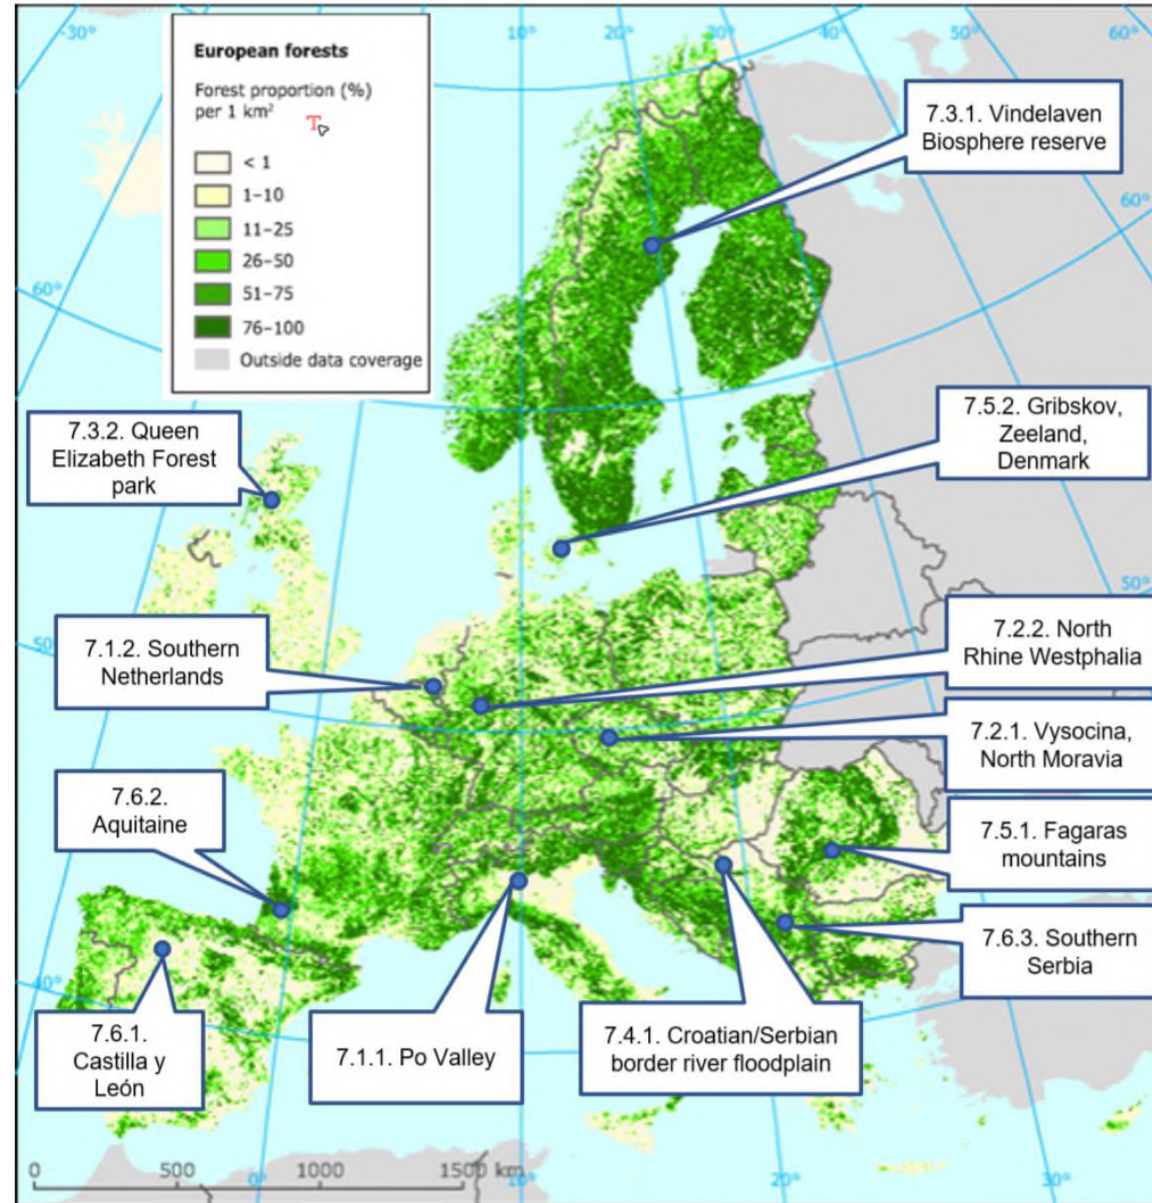 -30°
10°
20°
30°
40°
50°
60°
European forests
Forest proportion (%)
per 1 km²
T
< 1
1–10
11–25
26–50
51–75
76–100
Outside data coverage
7.3.1. Vindelaven
Biosphere reserve
60°
60°
7.3.2. Queen
Elizabeth Forest
park
7.5.2. Gribskov,
Zeeland,
Denmark
50°
7.1.2. Southern
Netherlands
50
7.2.2. North
Rhine Westphalia
7.2.1. Vysocina,
North Moravia
7.6.2.
Aquitaine
7.5.1. Fagaras
mountains
7.6.3. Southern
Serbia
40°
7.6.1.
Castilla y
León
7.1.1. Po Valley
7.4.1. Croatian/Serbian
border river floodplain
0
500
1000
1500 km
0°
10°
20°
30°